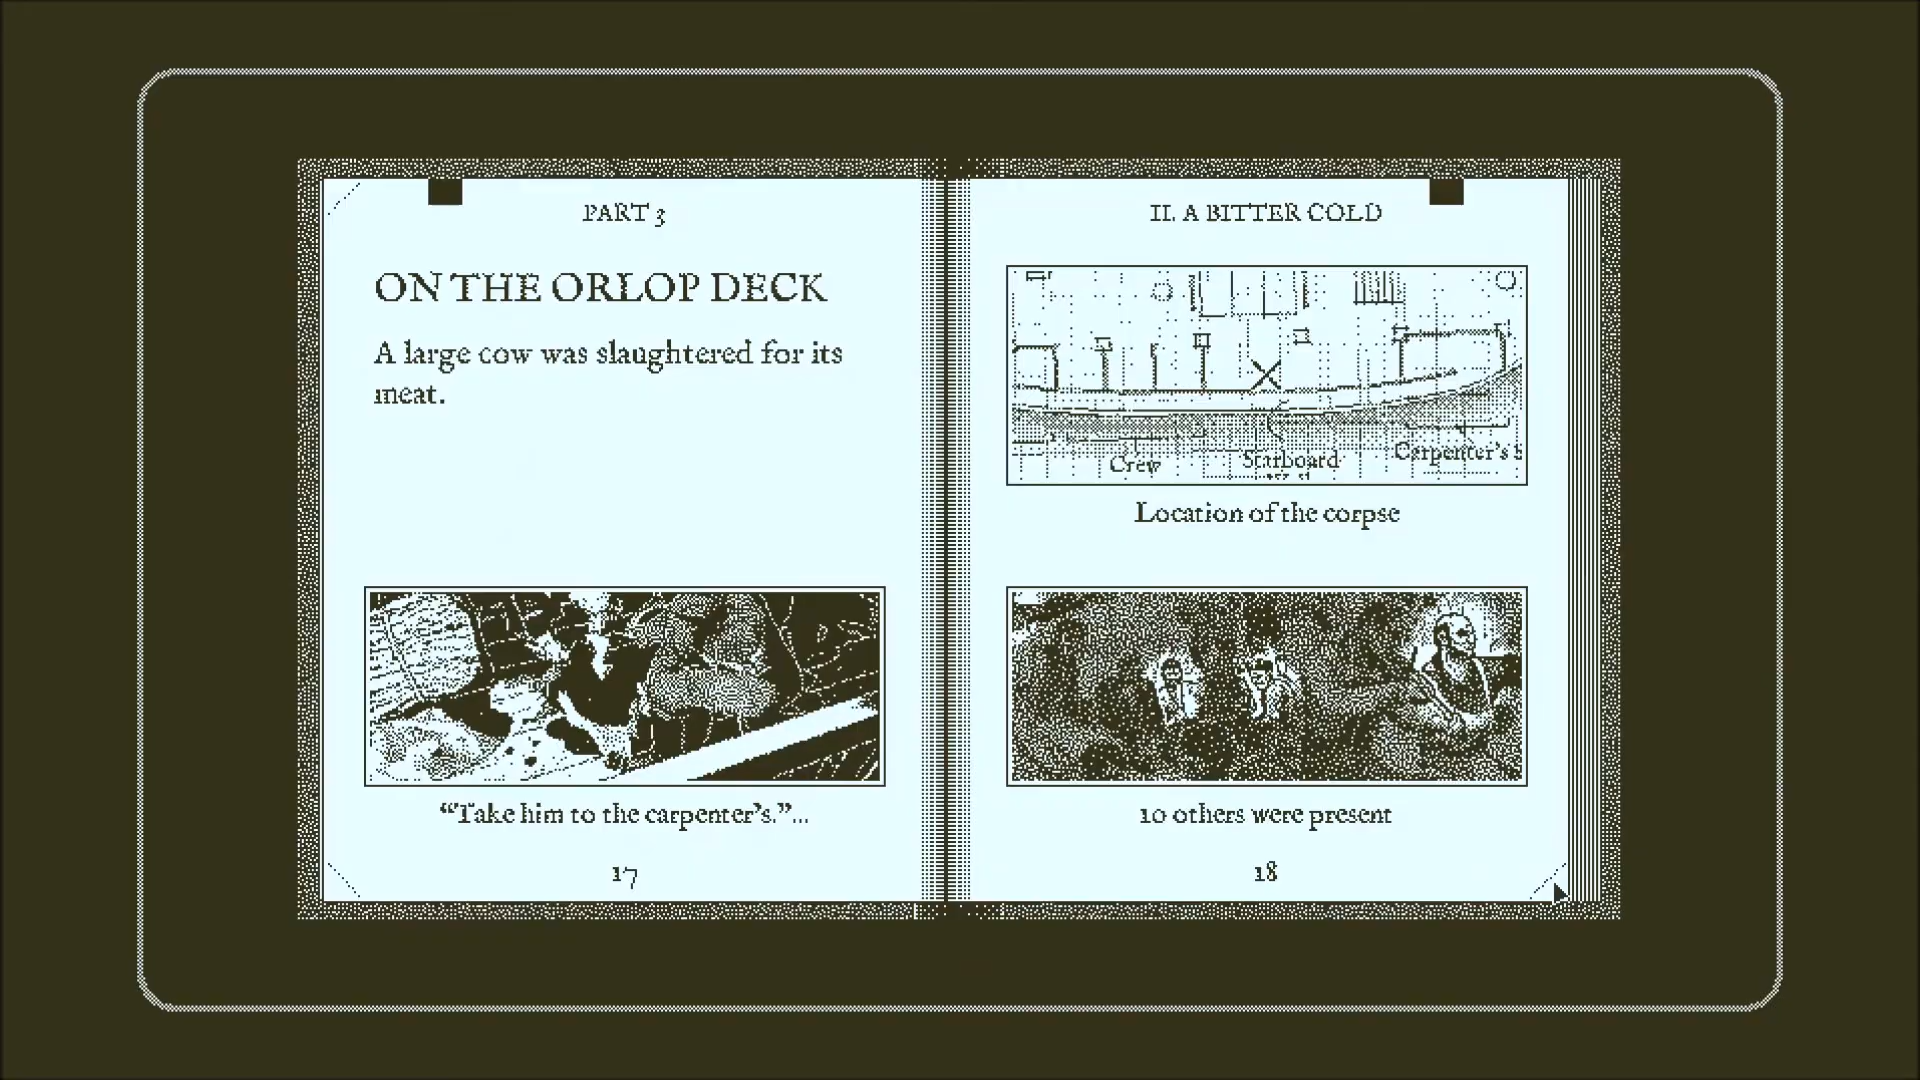 PART 3
ON THE ORLOP DECK
A large cow was slaughtered for its
meat.
“Take him to the carpenter’s.”...
17
II. A BITTER COLD
Crew
Starboard
Carpenter’s
Location of the corpse
10 others were present
18